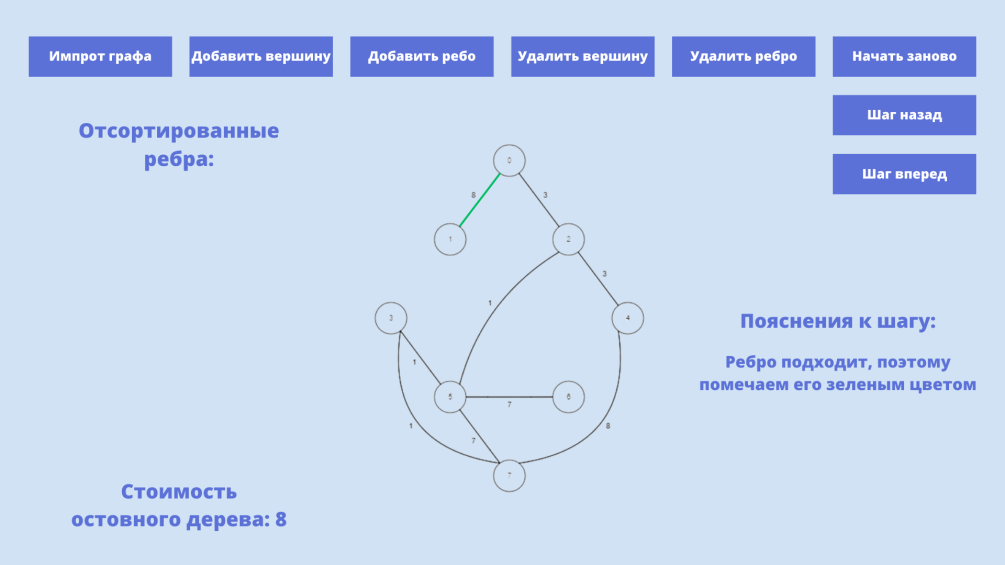 Импрот графа
Добавить вершину
Добавить ребо
Удалить вершину
Удалить ребро
Начать заново
Шаг назад
Шаг вперед
Отсортированные
ребра:
0
8
3
1
2
3
1
3
4
1
5
7
6
1
7
8
7
Пояснения к шагу:
Ребро подходит, поэтому
помечаем его зеленым цветом
Стоимость
остовного дерева: 8